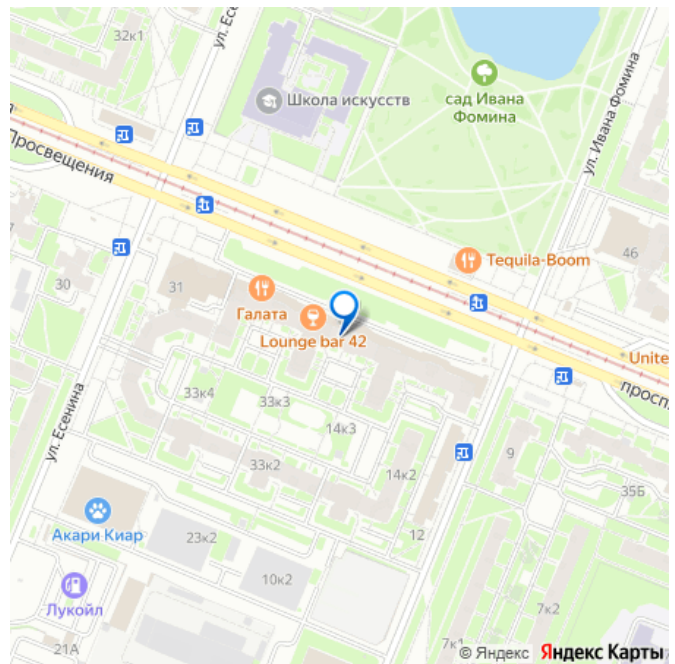 32к1
ул. Есенина
Школа искусств
сад Ивана
Фомина
ул. Ивана Фомина
Просвещения
Tequila-Boom
46
30
31
Галата
Lounge bar 42
Unite
просп.
33к4
33к3
14к3
ул. Есенина
33к2
14к2
9
35Б
Акари Киар
23к2
12
10к2
Лукойл
7к2
21А
7к1
© Яндекс Яндекс Карты